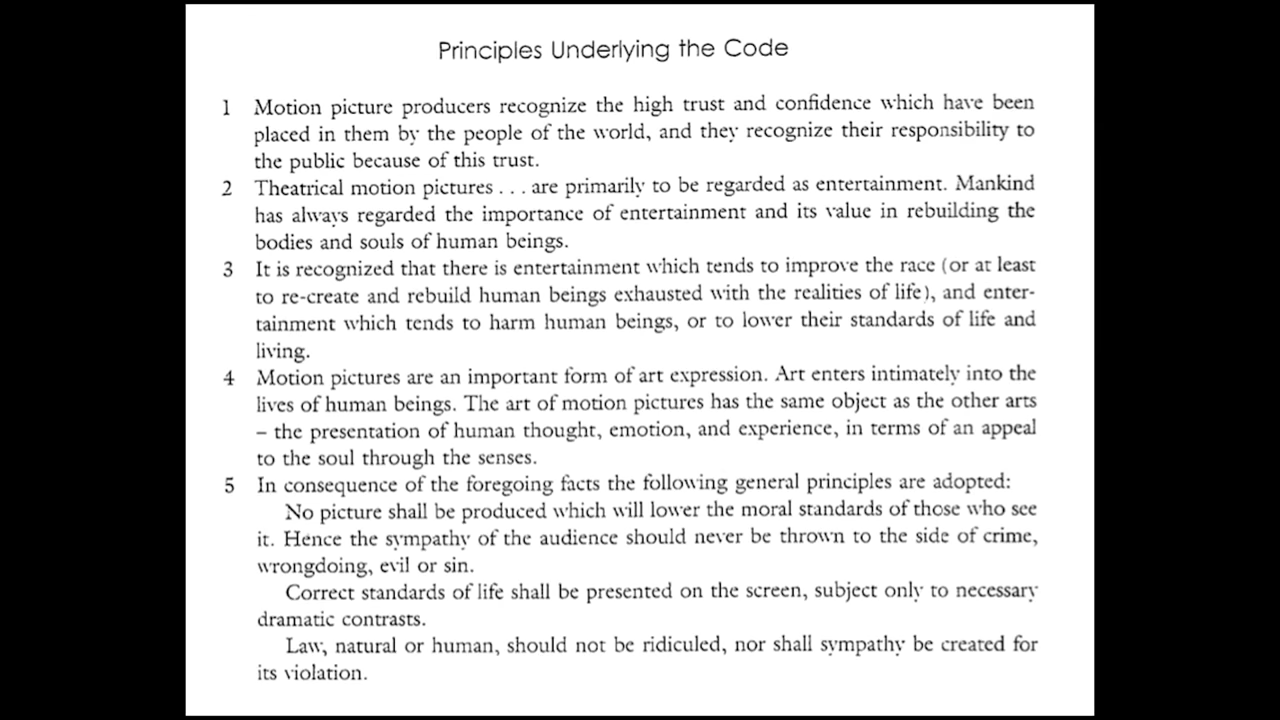 Principles Underlying the Code
1 Motion picture producers recognize the high trust and confidence which have been
placed in them by the people of the world, and they recognize their responsibility to
the public because of this trust.
2 Theatrical motion pictures . . . are primarily to be regarded as entertainment. Mankind
has always regarded the importance of entertainment and its value in rebuilding the
bodies and souls of human beings.
3 It is recognized that there is entertainment which tends to improve the race (or at least
to re-create and rebuild human beings exhausted with the realities of life), and enter-
tainment which tends to harm human beings, or to lower their standards of life and
living.
4 Motion pictures are an important form of art expression. Art enters intimately into the
lives of human beings. The art of motion pictures has the same object as the other arts
– the presentation of human thought, emotion, and experience, in terms of an appeal
to the soul through the senses.
5 In consequence of the foregoing facts the following general principles are adopted:
No picture shall be produced which will lower the moral standards of those who see
it. Hence the sympathy of the audience should never be thrown to the side of crime,
wrongdoing, evil or sin.
Correct standards of life shall be presented on the screen, subject only to necessary
dramatic contrasts.
Law, natural or human, should not be ridiculed, nor shall sympathy be created for
its violation.